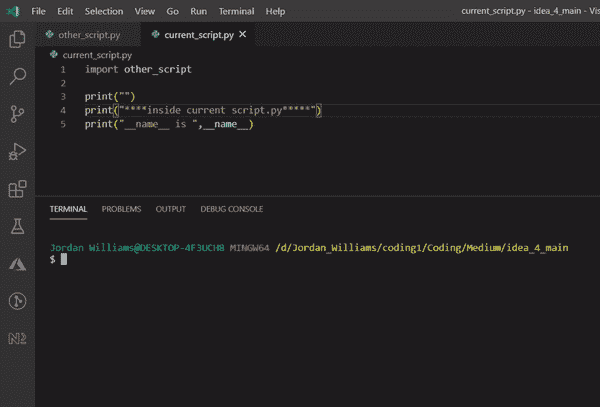 File Edit Selection View Go Run Terminal Help current_script.py - idea_4_main - Vis
other_script.py current_script.py
current_script.py
1 import other_script
2
3 print("")
4 print("****inside current script.py*****")
5 print("__name__ is ",__name__)
TERMINAL PROBLEMS OUTPUT DEBUG CONSOLE
Jordan Williams@DESKTOP-4F3UCH8 MINGW64 /d/Jordan_Williams/coding1/Coding/Medium/idea_4_main
$